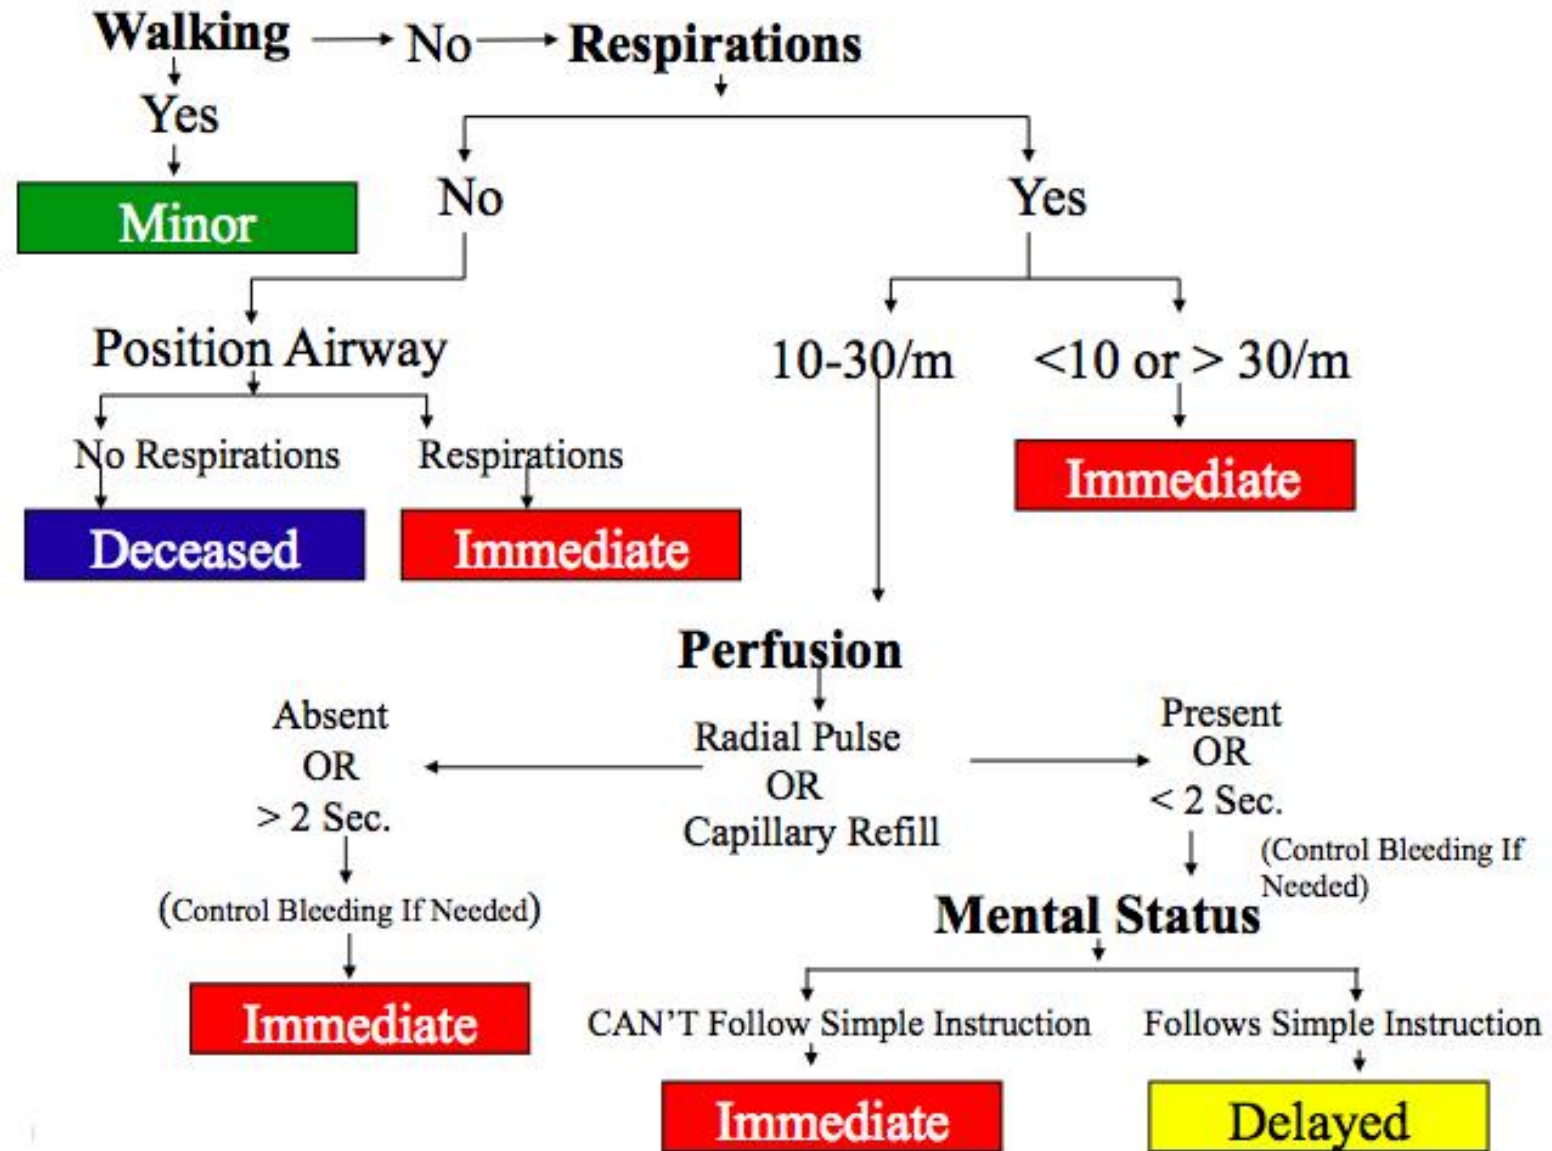 Walking
No
Respirations
Yes
Minor
No
Yes
Position Airway
10-30/m
<10 or > 30/m
No Respirations
Respirations
Immediate
Deceased
Immediate
Perfusion
Absent
OR
> 2 Sec.
Radial Pulse
OR
Capillary Refill
Present
OR
< 2 Sec.
(Control Bleeding If
Needed)
(Control Bleeding If Needed)
Mental Status
Immediate
CAN'T Follow Simple Instruction
Follows Simple Instruction
Immediate
Delayed